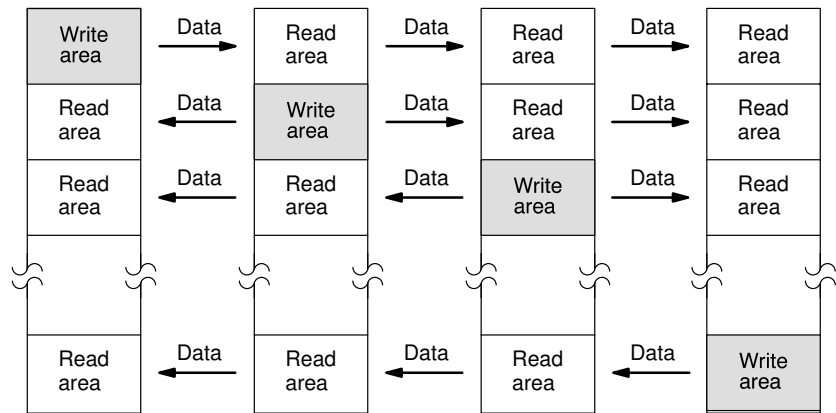 Write area Data Read area Data Read area Data Read area
Read area Data Write area Data Read area Data Read area
Read area Data Read area Data Write area Data Read area
Read area Data Read area Data Read area Data Write area